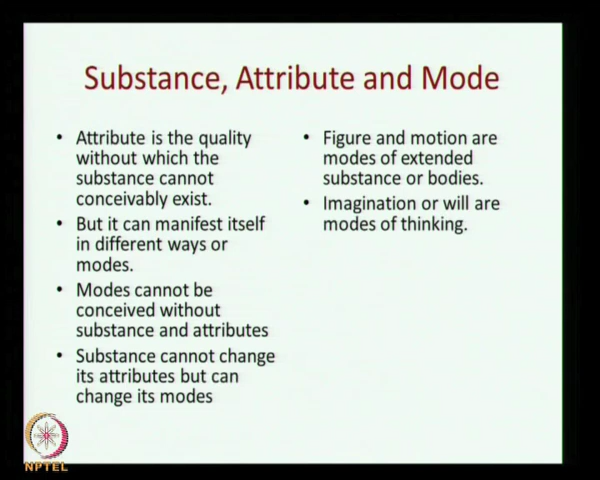 Substance, Attribute and Mode
• Attribute is the quality
without which the
substance cannot
conceivably exist.
• But it can manifest itself
in different ways or
modes.
• Modes cannot be
conceived without
substance and attributes
• Substance cannot change
its attributes but can
change its modes
• Figure and motion are
modes of extended
substance or bodies.
• Imagination or will are
modes of thinking.
NPTEL